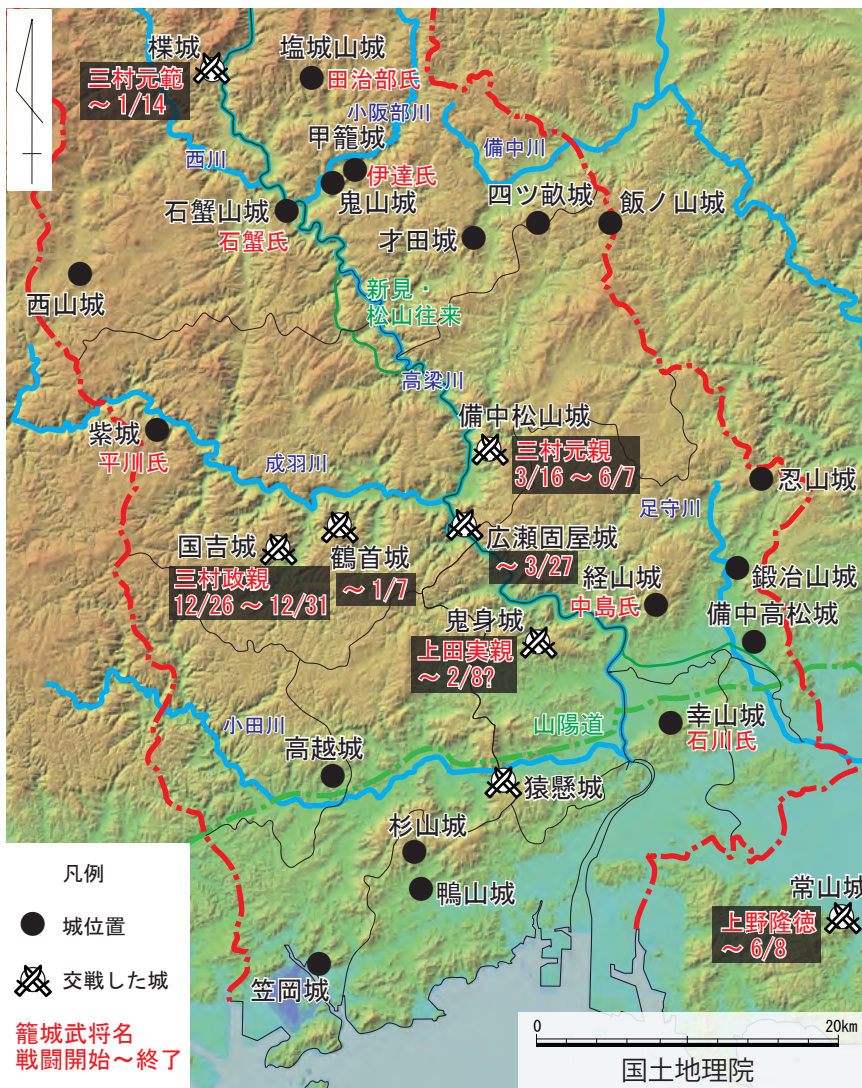 楪城
三村元範
～ 1/14
塩城山城
田治部氏
小阪部川
西川
甲籠城
伊達氏
鬼山城
備中川
石蟹山城
石蟹氏
四ツ畝城
飯ノ山城
才田城
西山城
新見・
松山往来
高梁川
紫城
平川氏
成羽川
備中松山城
三村元親
3/16 ～ 6/7
忍山城
足守川
国吉城
三村政親
12/26 ～ 12/31
鶴首城
～ 1/7
広瀬固屋城
～ 3/27
経山城
中島氏
鍛治山城
備中高松城
鬼身城
上田実親
～ 2/8?
小田川
山陽道
幸山城
石川氏
高越城
猿懸城
杉山城
鴨山城
常山城
上野隆徳
～ 6/8
笠岡城
凡例
城位置
交戦した城
籠城武将名
戦闘開始～終了
0 20km
国土地理院